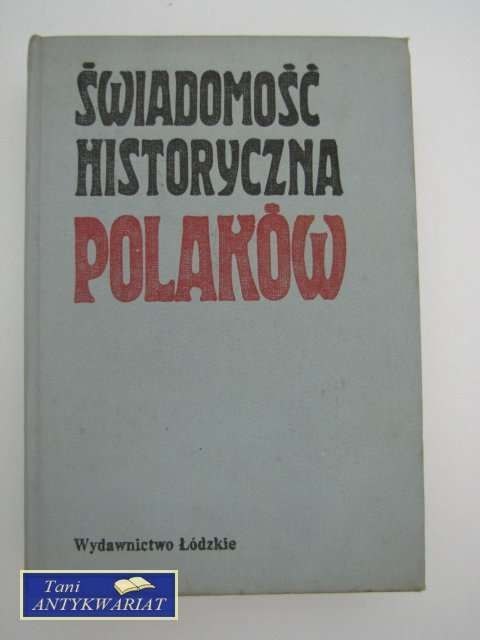 ŚWIADOMOŚĆ
HISTORYCZNA
POLAKÓW
Wydawnictwo Łódzkie
Tani
ANTYKWARIAT